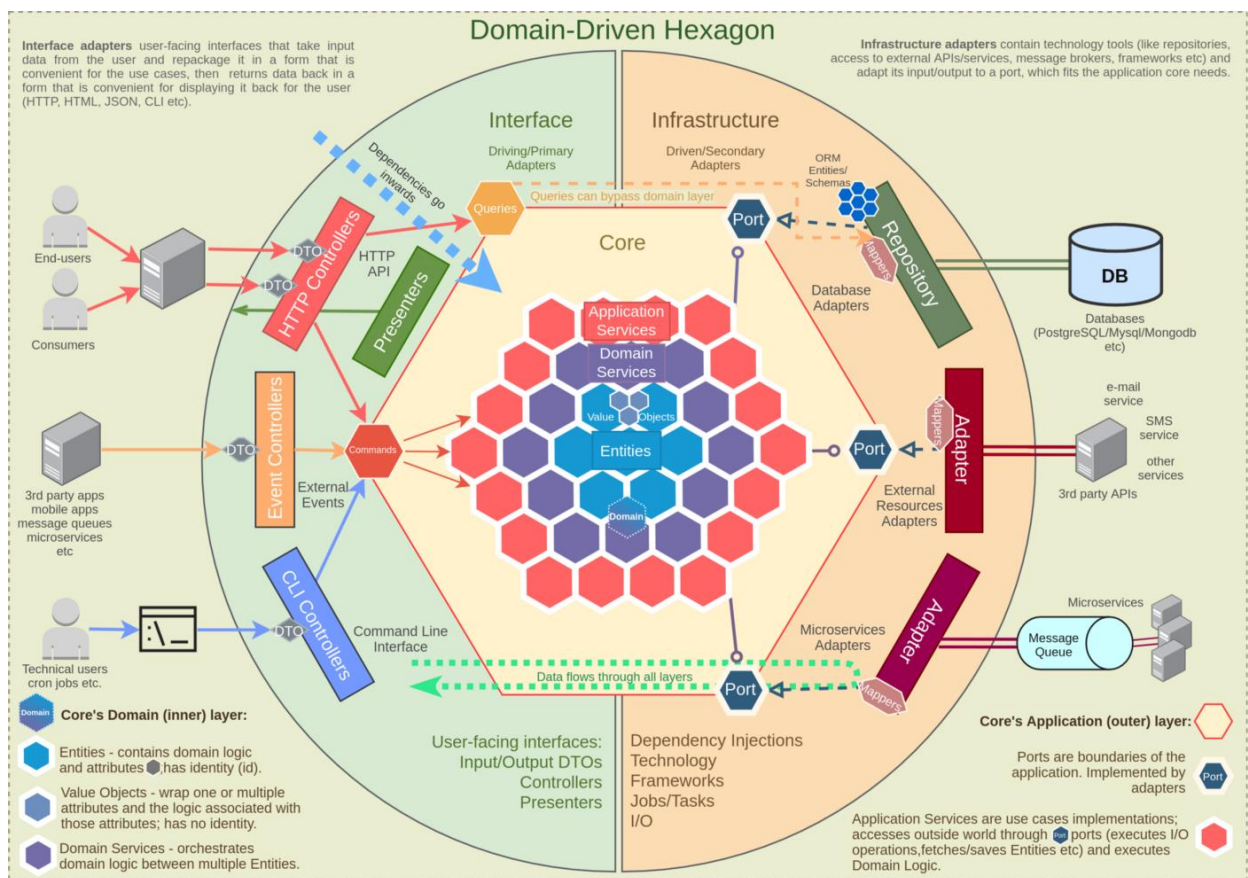 Domain-Driven Hexagon
Interface adapters user-facing interfaces that take input
data from the user and repackage it in a form that is
convenient for the use cases, then returns data back in a
form that is convenient for displaying it back for the user
(HTTP, HTML, JSON, CLI etc).
Infrastructure adapters contain technology tools (like repositories,
access to external APIs/services, message brokers, frameworks etc) and
adapt its input/output to a port, which fits the application core needs.
Interface
Driving/Primary
Adapters
Infrastructure
Driven/Secondary
Adapters
Dependencies go
inwards
Queries
Queries can bypass domain layer
ORM
Entities/
Schemas
Port
Repository
Mappers
Database
Adapters
DB
Databases
(PostgreSQL/Mysql/Mongodb
etc)
End-users
Consumers
DTO
DTO
HTTP Controllers
HTTP
API
Presenters
Core
Application
Services
Domain
Services
Value
Objects
Entities
Domain
3rd party apps
mobile apps
message queues
microservices
etc
DTO
Event Controllers
External
Events
Commands
Port
Mappers
Adapter
External
Resources
Adapters
e-mail
service
SMS
service
other
services
3rd party APIs
Technical users
cron jobs etc.
:\_
DTO
CLI Controllers
Command Line
Interface
Data flows through all layers
Port
Microservices
Adapters
Adapter
Mappers
Message
Queue
Microservices
User-facing interfaces:
Input/Output DTOs
Controllers
Presenters
Dependency Injections
Technology
Frameworks
Jobs/Tasks
I/O
Domain
Core's Domain (inner) layer:
Entities - contains domain logic
and attributes ,has identity (id).
Value Objects - wrap one or multiple
attributes and the logic associated with
those attributes; has no identity.
Domain Services - orchestrates
domain logic between multiple Entities.
Core's Application (outer) layer:
Ports are boundaries of the
application. Implemented by
adapters
Port
Application Services are use cases implementations;
accesses outside world through Port ports (executes I/O
operations,fetches/saves Entities etc) and executes
Domain Logic.